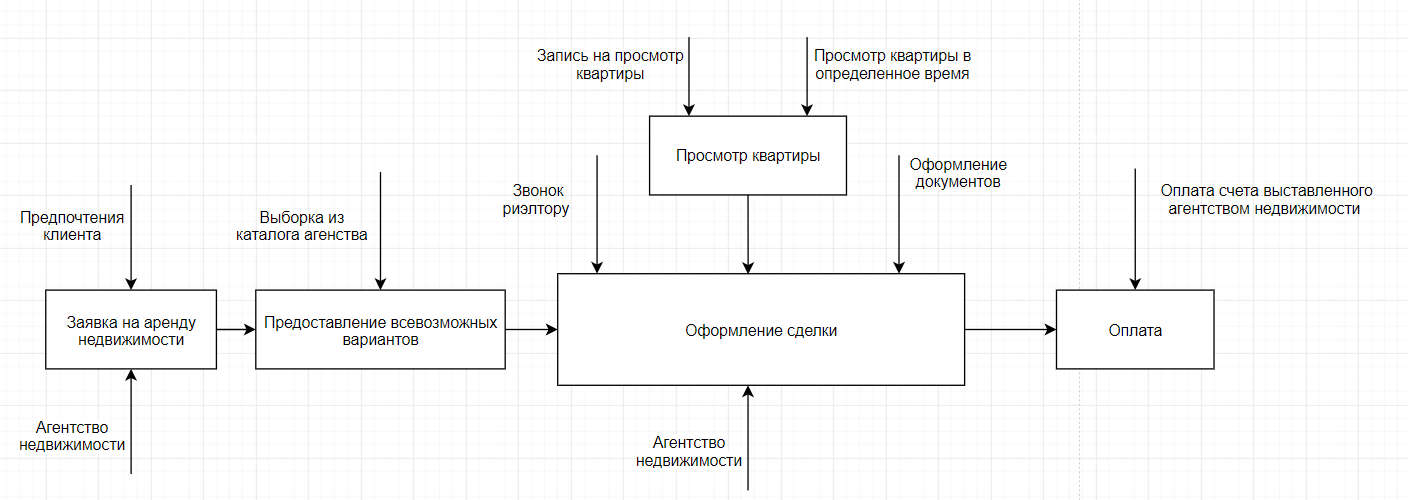 Запись на просмотр
квартиры
Просмотр квартиры в
определенное время
Просмотр квартиры
Оформление
документов
Звонок
риэлтору
Оплата счета выставленного
агентством недвижимости
Предпочтения
клиента
Выборка из
каталога агенства
Заявка на аренду
недвижимости
Предоставление всевозможных
вариантов
Оформление сделки
Оплата
Агентство
недвижимости
Агентство
недвижимости